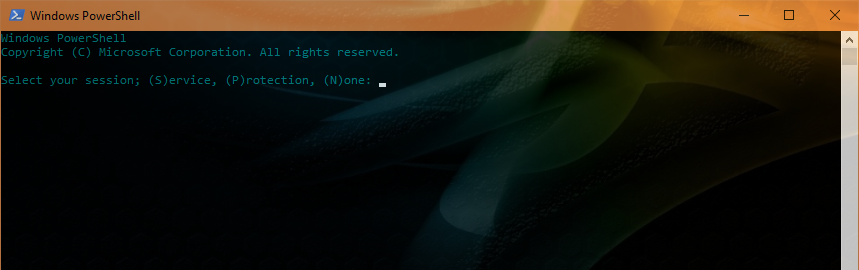 Windows PowerShell
Windows PowerShell
Copyright (C) Microsoft Corporation. All rights reserved.
Select your session; (S)ervice, (P)rotection, (N)one: